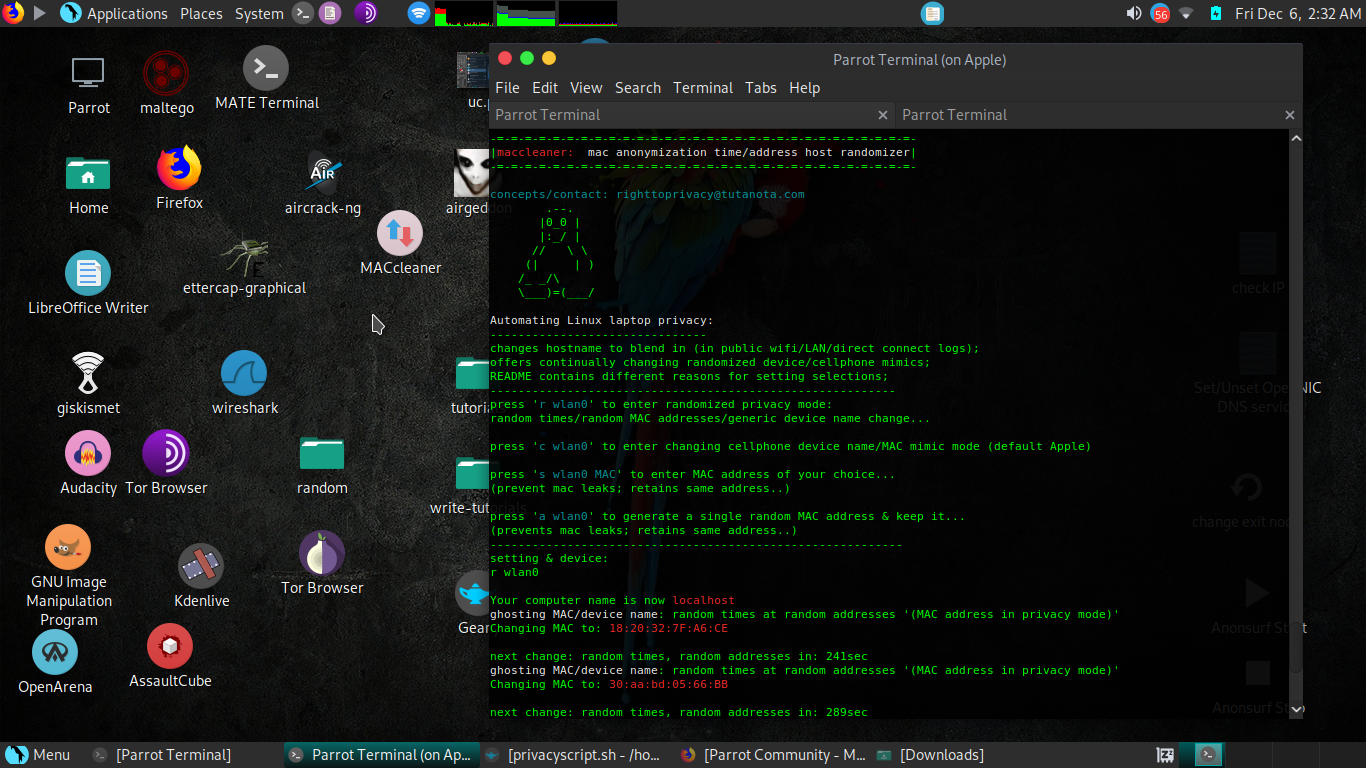 Applications Places System
56
Fri Dec 6, 2:32 AM
Parrot
maltego
MATE Terminal
Home
Firefox
AIR
aircrack-ng
airgeddon
MACcleaner
LibreOffice Writer
E
ettercap-graphical
giskismet
wireshark
Audacity
Tor Browser
random
GNU Image
Manipulation
Program
Kdenlive
Tor Browser
OpenArena
AssaultCube
check IP
Set/Unset OpenNIC
DNS servic
change exit no
Anonsurf Start
Anonsurf Stop
Parrot Terminal (on Apple)
File Edit View Search Terminal Tabs Help
Parrot Terminal ×
Parrot Terminal ×
-=-=-=-=-=-=-=-=-=-=-=-=-=-=-=-=-=-=-=-=-=-=-=-=-=-=-=-=-=-=-
|maccleaner:  mac anonymization time/address host randomizer|
-=-=-=-=-=-=-=-=-=-=-=-=-=-=-=-=-=-=-=-=-=-=-=-=-=-=-=-=-=-=-
concepts/contact: righttoprivacy@tutanota.com
.--.
|0_0 |
|:_/ |
//   \ \
(|     | )
/_ _/\
\___)=(___/
Automating Linux laptop privacy:
-------------------------------
changes hostname to blend in (in public wifi/LAN/direct connect logs);
offers continually changing randomized device/cellphone mimics;
README contains different reasons for setting selections;
----------------------------------------------------------
press 'r wlan0' to enter randomized privacy mode:
random times/random MAC addresses/generic device name change...
press 'c wlan0' to enter changing cellphone device name/MAC mimic mode (default Apple)
press 's wlan0 MAC' to enter MAC address of your choice...
(prevent mac leaks; retains same address..)
press 'a wlan0' to generate a single random MAC address & keep it...
(prevents mac leaks; retains same address..)
-----------------------------------------------------------
setting & device:
r wlan0
Your computer name is now localhost
ghosting MAC/device name: random times at random addresses '(MAC address in privacy mode)'
Changing MAC to: 18:20:32:7F:A6:CE
next change: random times, random addresses in: 241sec
ghosting MAC/device name: random times at random addresses '(MAC address in privacy mode)'
Changing MAC to: 30:aa:bd:05:66:BB
next change: random times, random addresses in: 289sec
Menu
[Parrot Terminal]
Parrot Terminal (on Ap...
[privacyscript.sh - /ho...
[Parrot Community - M...
[Downloads]